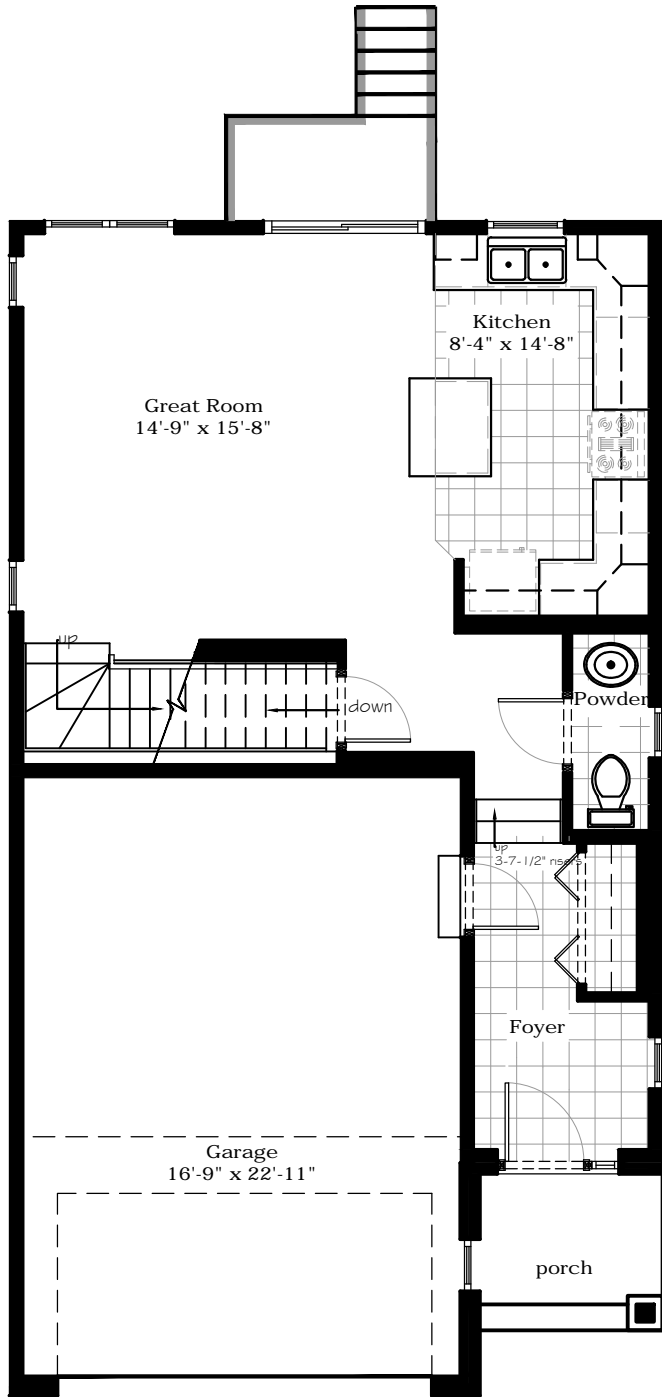 Kitchen
8'-4" x 14'-8"
Great Room
14'-9" x 15'-8"
up
Powder
down
up
3-7-1/2" risers
Foyer
Garage
16'-9" x 22'-11"
porch